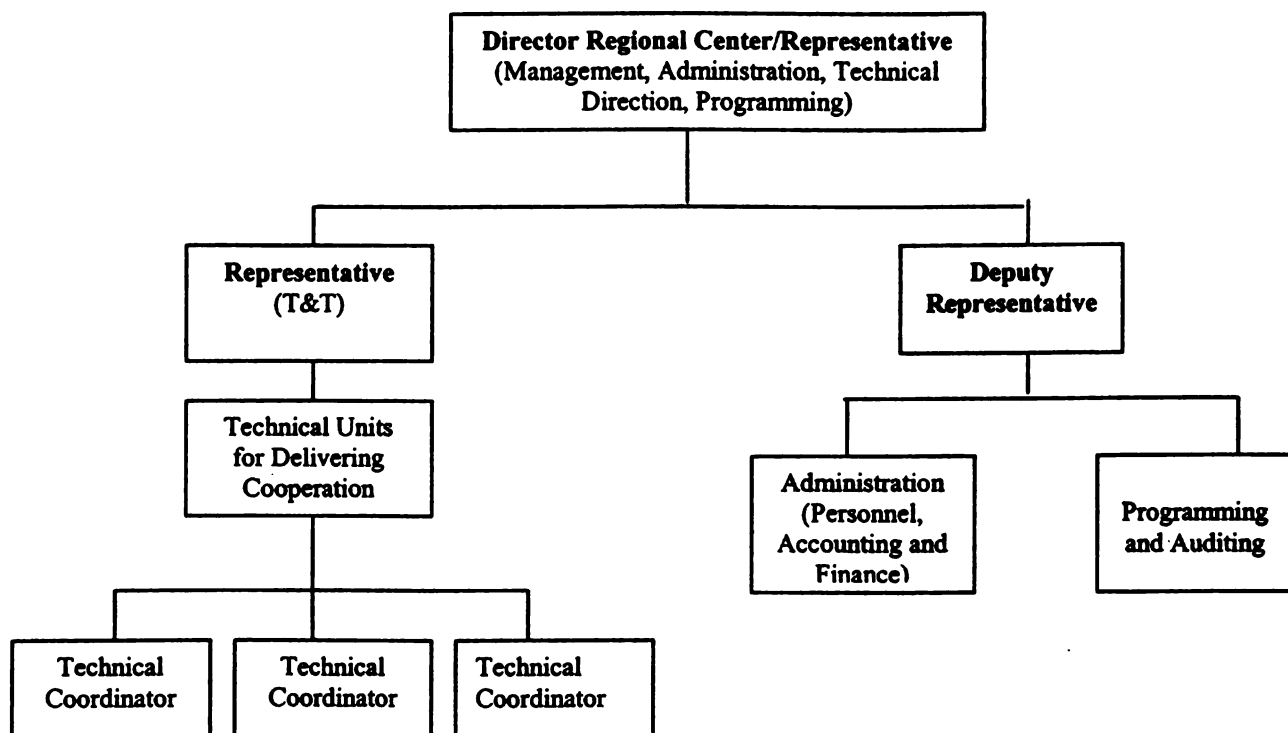 Director Regional Center/Representative
(Management, Administration, Technical
Direction, Programming)
Representative
(T&T)
Deputy
Representative
Technical Units
for Delivering
Cooperation
Administration
(Personnel,
Accounting and
Finance)
Programming
and Auditing
Technical
Coordinator
Technical
Coordinator
Technical
Coordinator